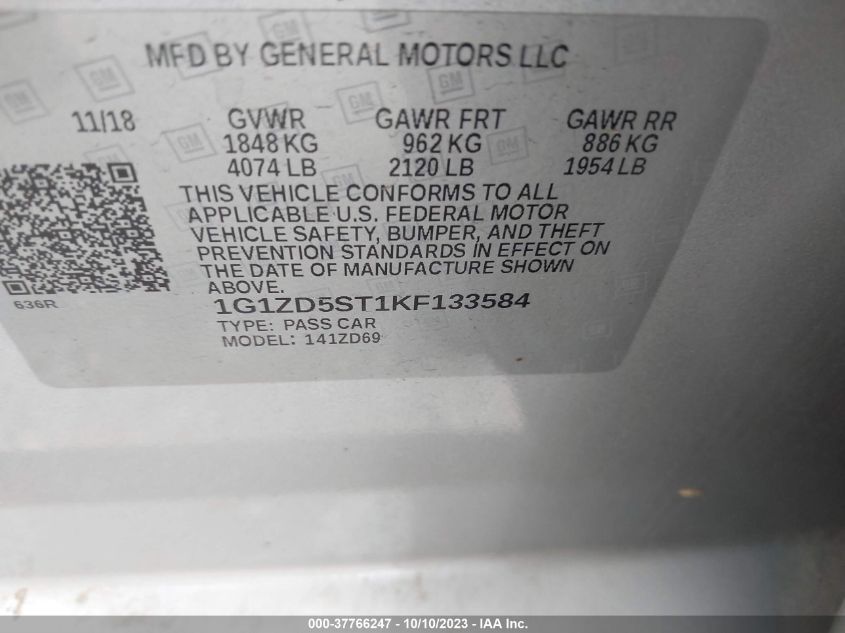 MFD BY GENERAL MOTORS LLC
11/18 GVWR GAWR FRT GAWR RR
1848 KG 962 KG 886 KG
4074 LB 2120 LB 1954 LB
THIS VEHICLE CONFORMS TO ALL
APPLICABLE U.S. FEDERAL MOTOR
VEHICLE SAFETY, BUMPER, AND THEFT
PREVENTION STANDARDS IN EFFECT ON
THE DATE OF MANUFACTURE SHOWN
ABOVE.
636R
1G1ZD5ST1KF133584
TYPE: PASS CAR
MODEL: 141ZD69
000-37766247 - 10/10/2023 - IAA Inc.